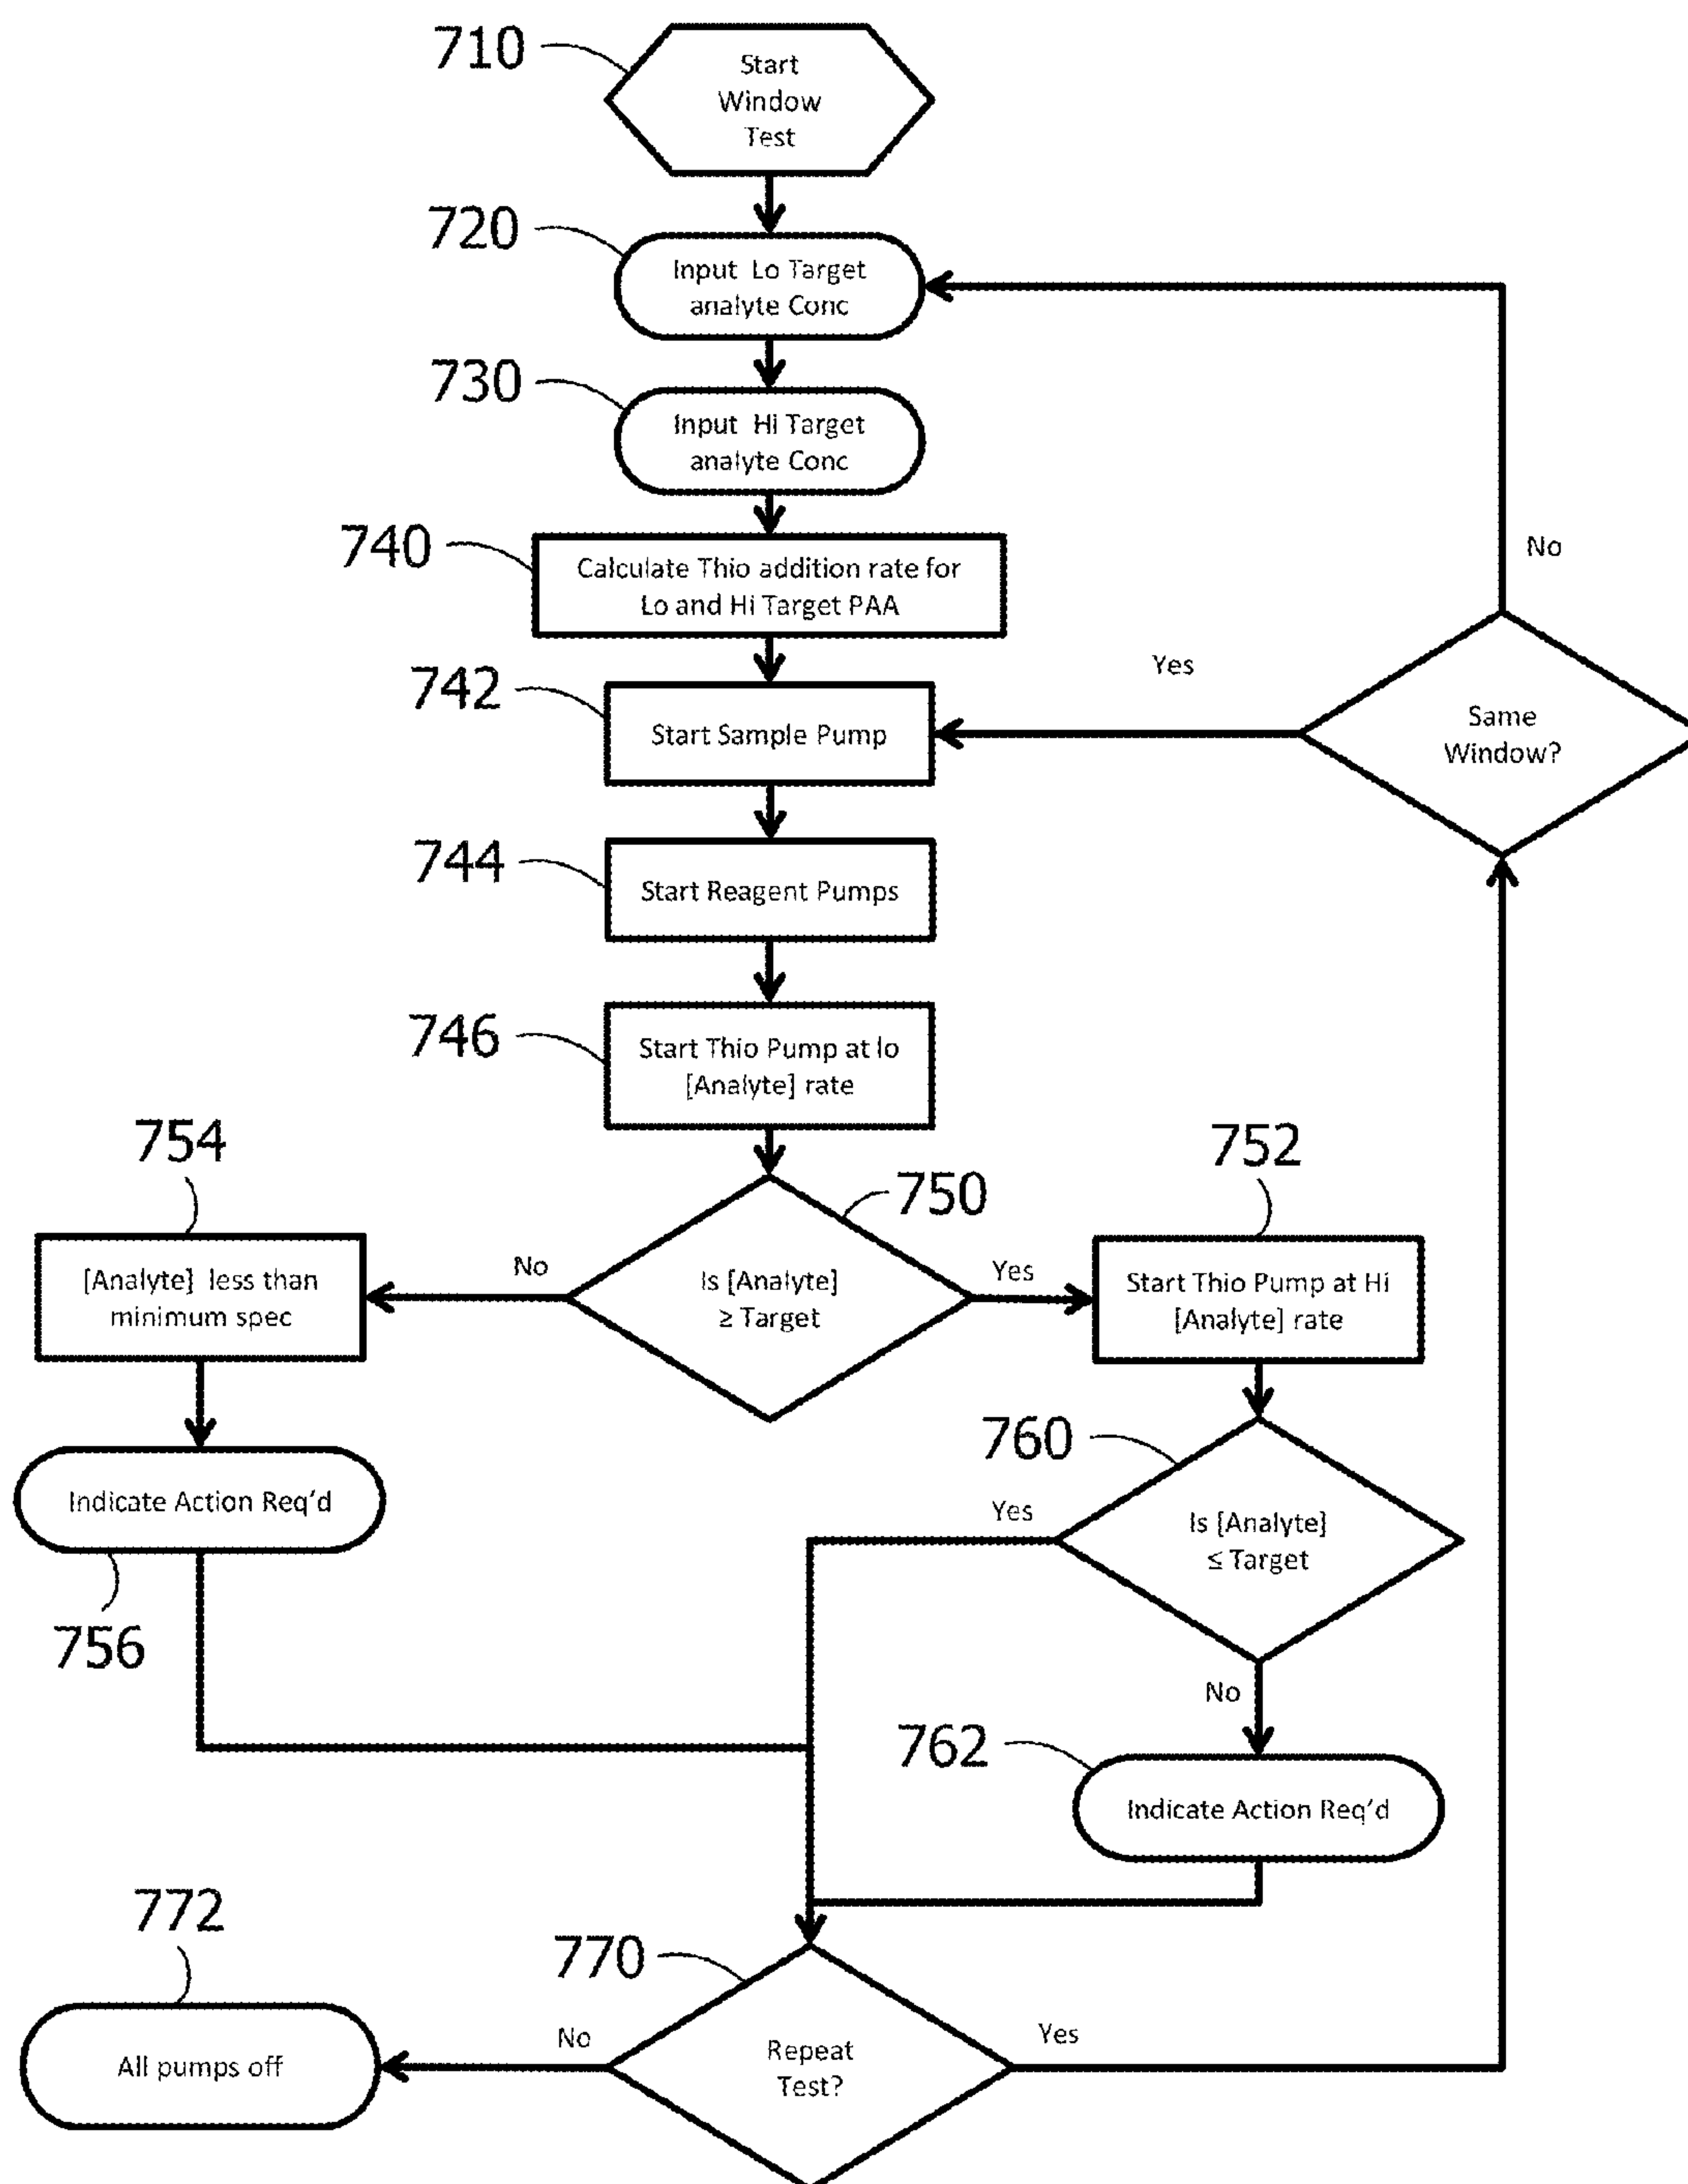 710
Start
Window
Test
720
Input Lo Target
analyte Conc
730
Input Hi Target
analyte Conc
740
Calculate Thio addition rate for
Lo and Hi Target PAA
No
742
Start Sample Pump
Yes
Same
Window?
744
Start Reagent Pumps
746
Start Thio Pump at lo
[Analyte] rate
754
750
752
[Analyte] less than
minimum spec
No
Is [Analyte]
≥ Target
Yes
Start Thio Pump at Hi
[Analyte] rate
760
Indicate Action Req'd
Yes
Is [Analyte]
≤ Target
756
No
762
Indicate Action Req'd
772
770
All pumps off
No
Repeat
Test?
Yes